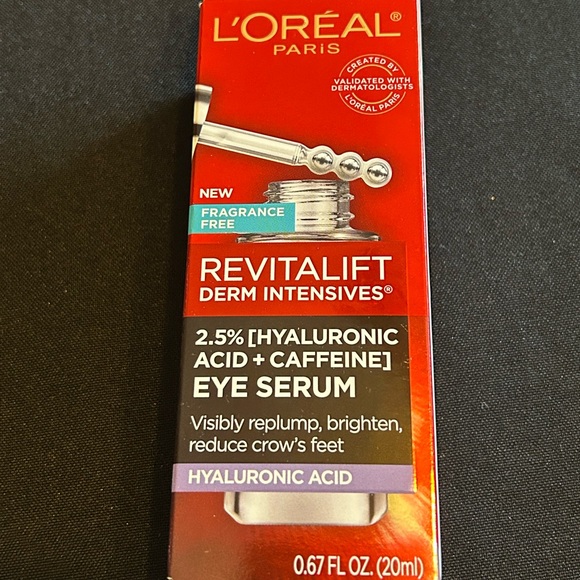 L'ORÉAL®
PARIS
CREATED BY
VALIDATED WITH
DERMATOLOGISTS
L'ORÉAL PARIS
NEW
FRAGRANCE
FREE
REVITALIFT
DERM INTENSIVES®
2.5% [HYALURONIC
ACID + CAFFEINE]
EYE SERUM
Visibly replump, brighten,
reduce crow's feet
HYALURONIC ACID
0.67 FL OZ. (20ml)